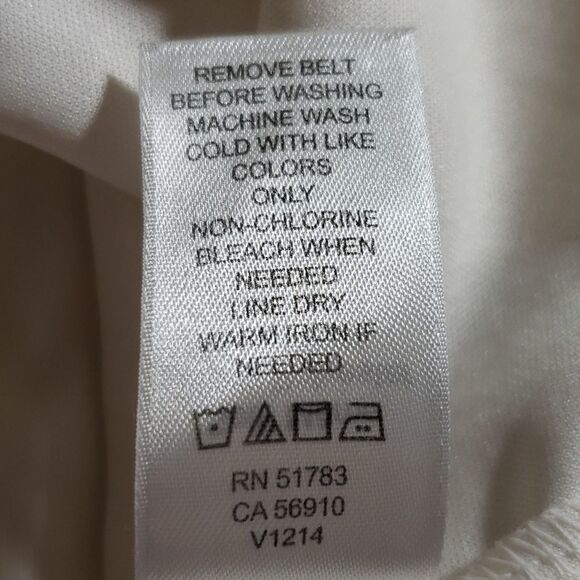 REMOVE BELT
BEFORE WASHING
MACHINE WASH
COLD WITH LIKE
COLORS
ONLY
NON-CHLORINE
BLEACH WHEN
NEEDED
LINE DRY
WARM IRON IF
NEEDED
RN 51783
CA 56910
V1214